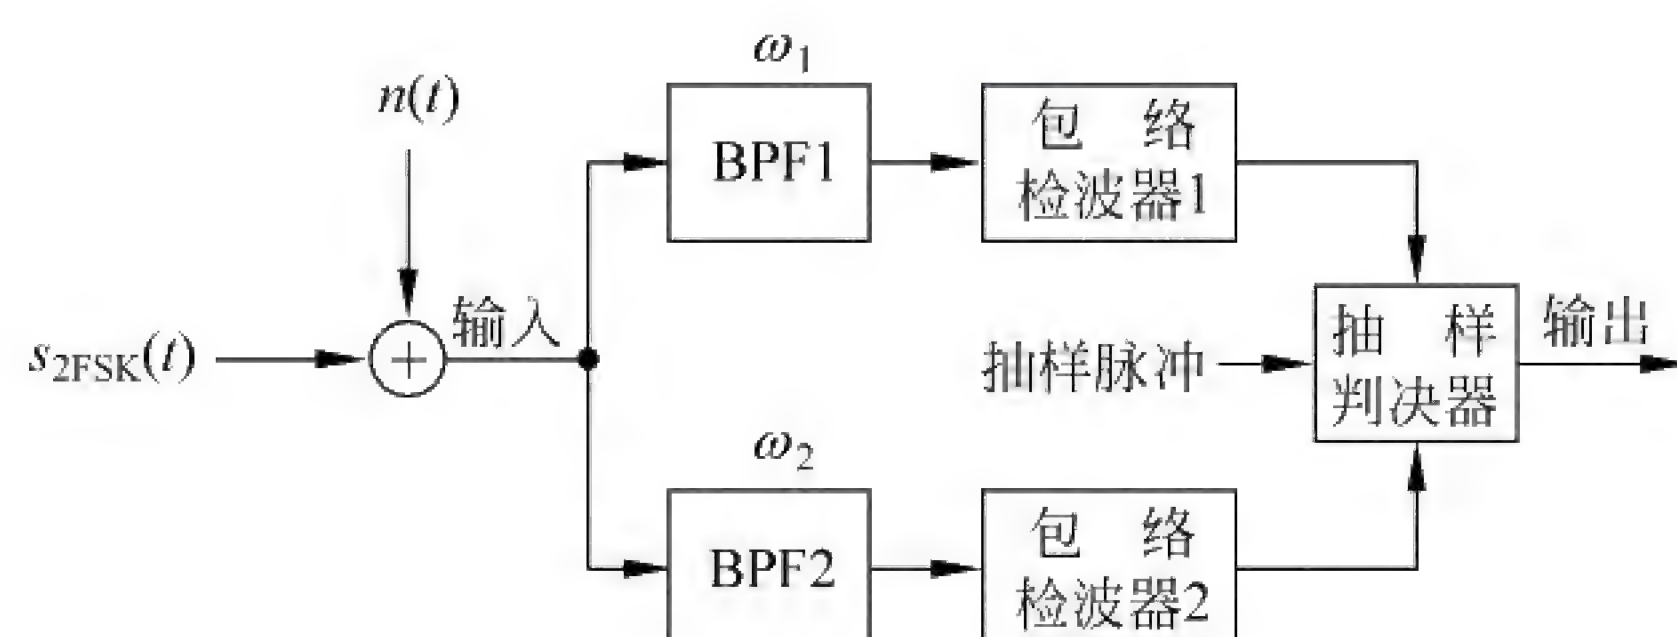 ω₁
n(t)
BPF1
包 络
检波器1
s₂FSK(t)
+
输入
抽样脉冲
抽 样
判决器
输出
ω₂
BPF2
包 络
检波器2